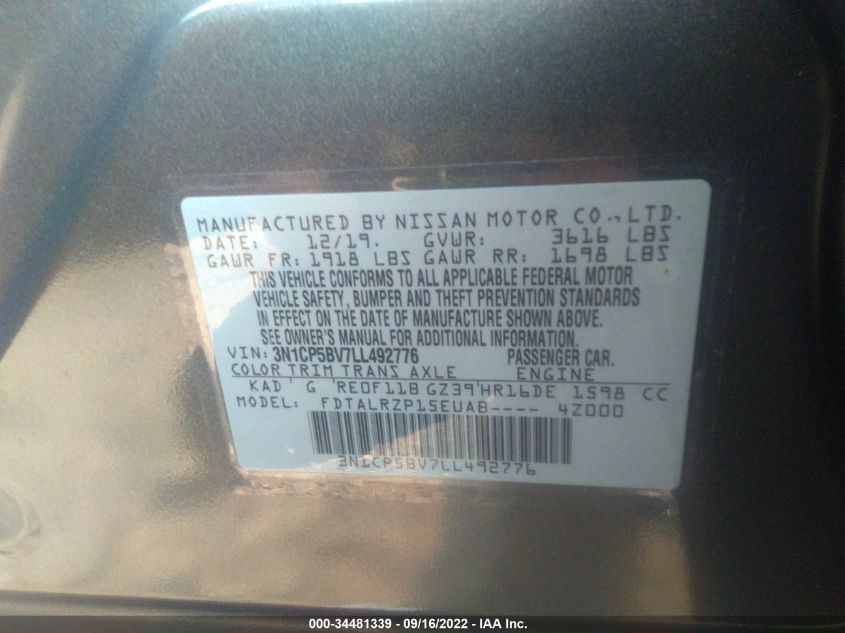 MANUFACTURED BY NISSAN MOTOR CO., LTD.
DATE: 12/19. GVWR: 3616 LBS
GAWR FR: 1918 LBS GAWR RR: 1698 LBS
THIS VEHICLE CONFORMS TO ALL APPLICABLE FEDERAL MOTOR
VEHICLE SAFETY, BUMPER AND THEFT PREVENTION STANDARDS
IN EFFECT ON THE DATE OF MANUFACTURE SHOWN ABOVE.
SEE OWNER'S MANUAL FOR ADDITIONAL INFORMATION.
VIN: 3N1CP5BV7LL492776 PASSENGER CAR.
COLOR TRIM TRANS AXLE ENGINE
KAD G RE0F11B GZ39 HR16DE 1598 CC
MODEL: FDTALRZP15EUAB---- 4Z000
3N1CP5BV7LL492776
000-34481339 - 09/16/2022 - IAA Inc.